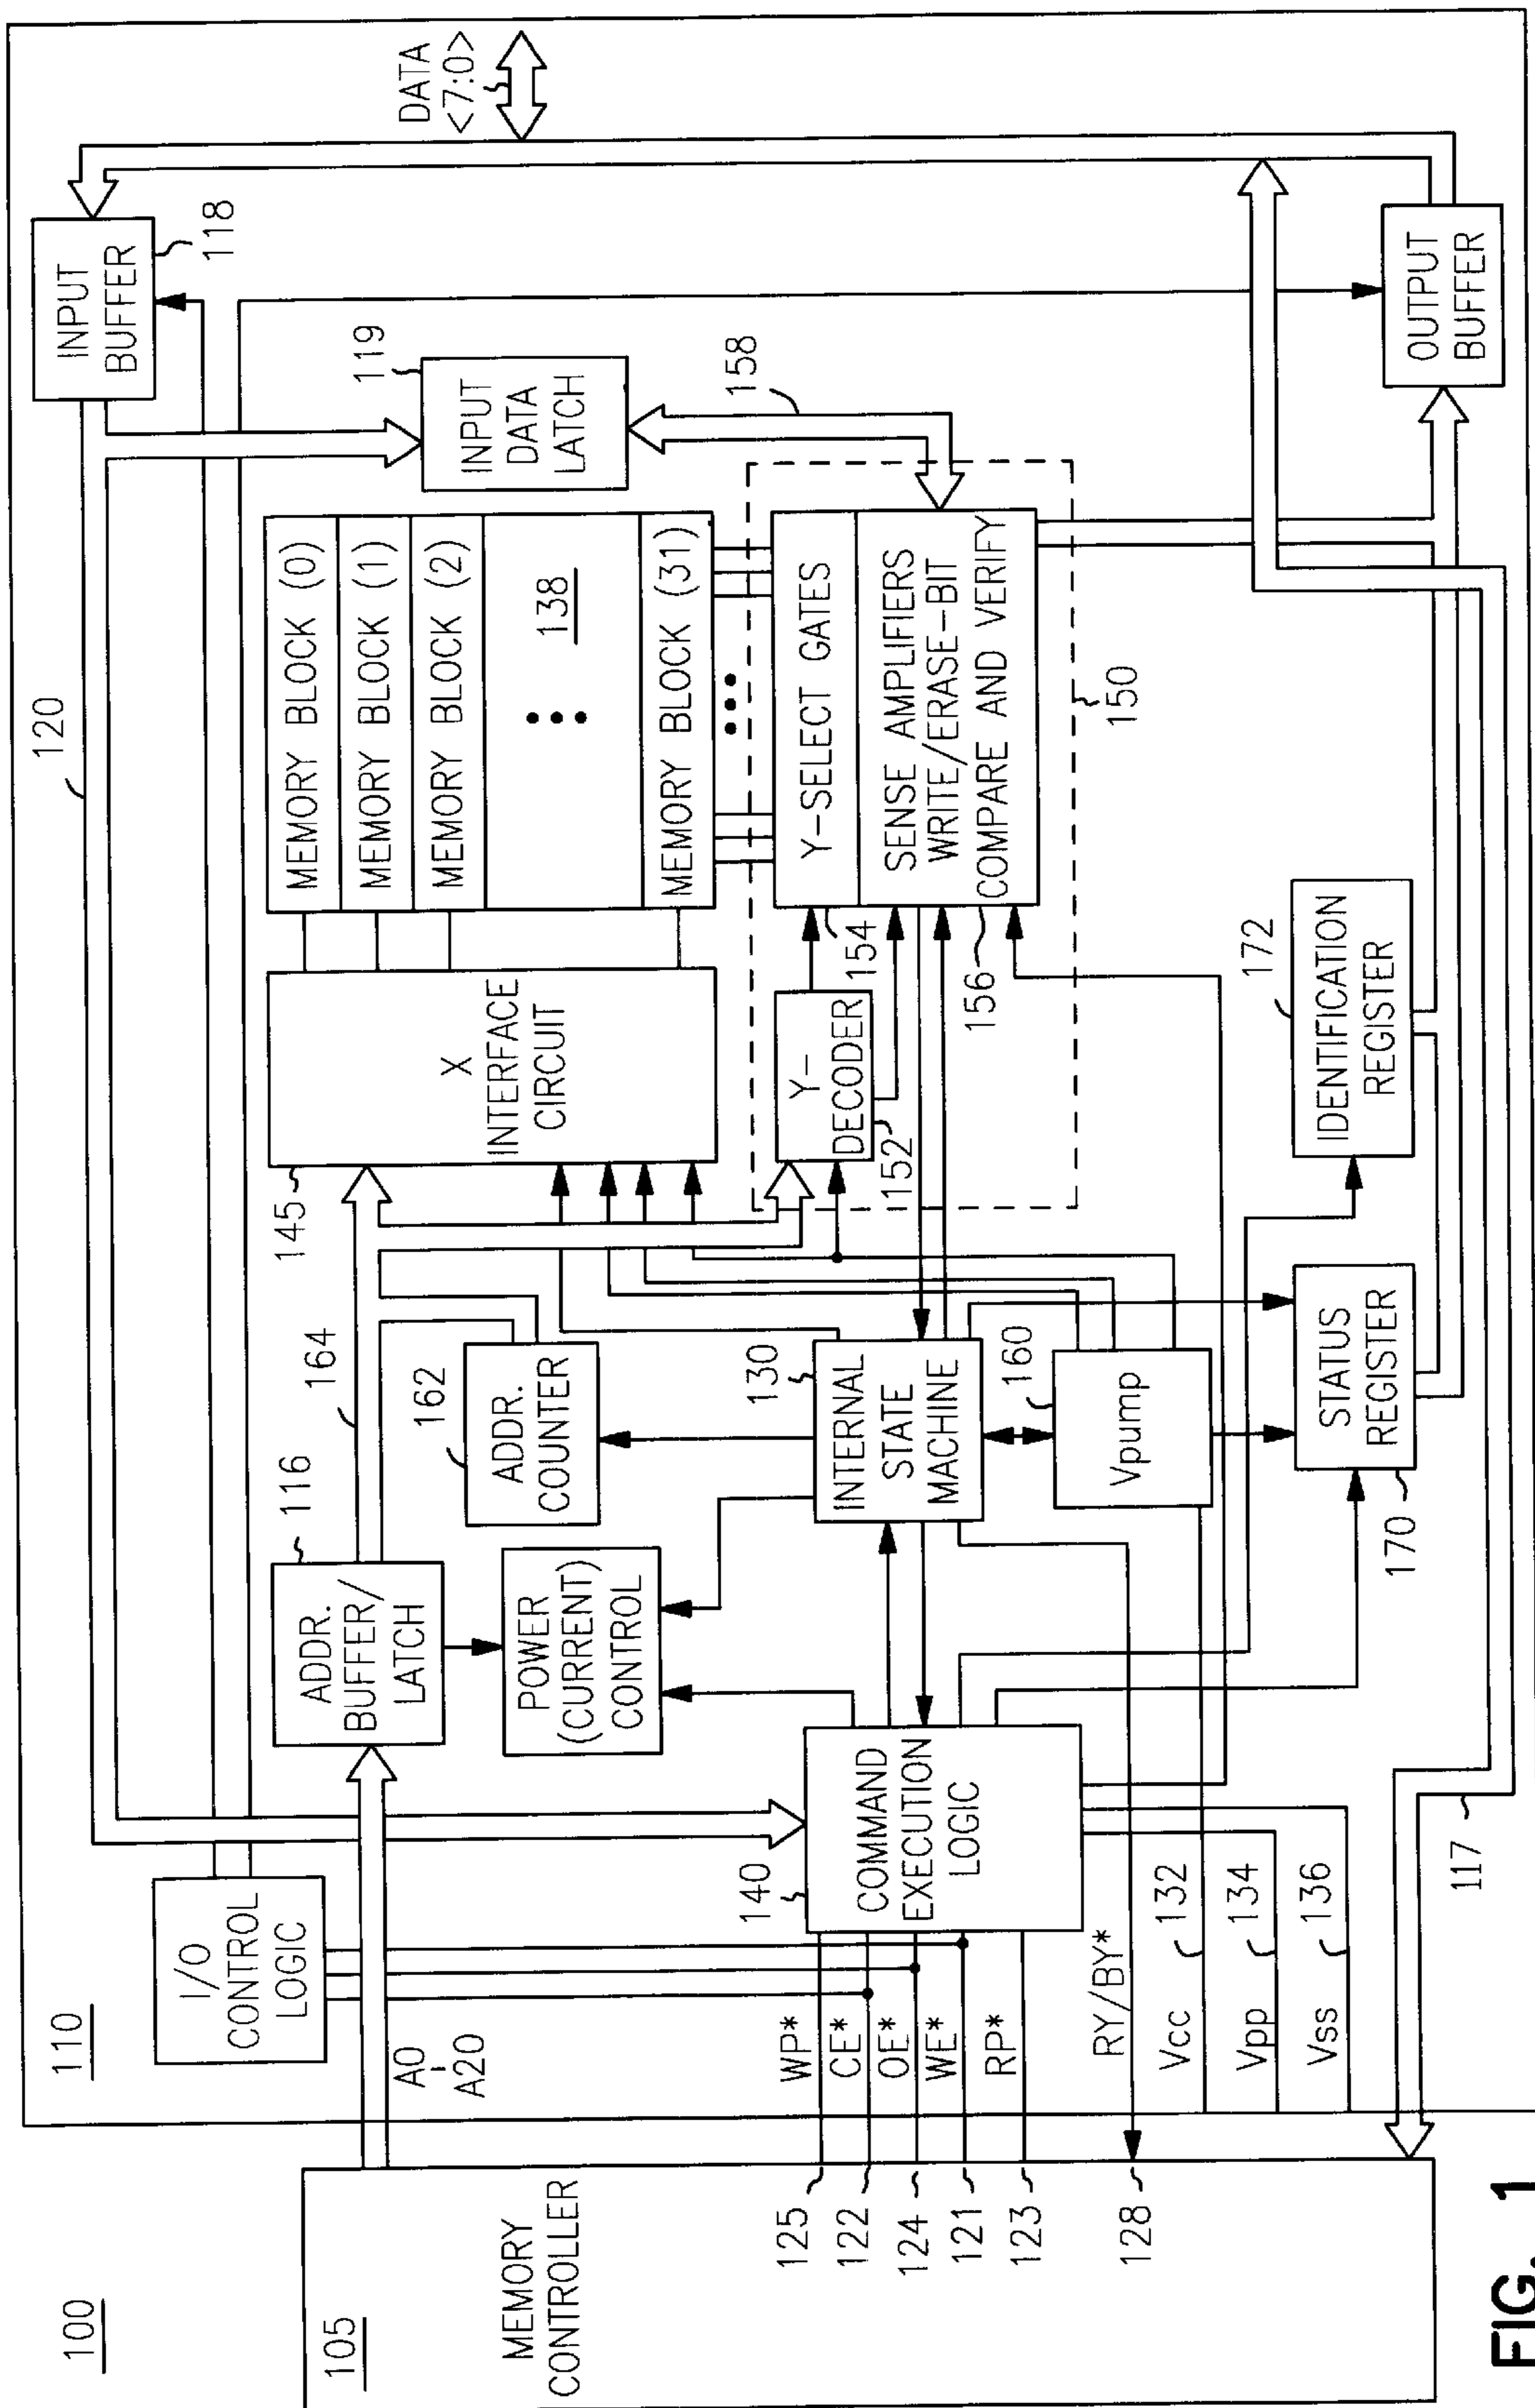 100
105
MEMORY
CONTROLLER
110
I/O
CONTROL
LOGIC
A0
A20
120
INPUT
BUFFER
118
DATA
<7:0>
ADDR.
BUFFER/
LATCH
116
164
POWER
(CURRENT)
CONTROL
ADDR.
COUNTER
162
145
X
INTERFACE
CIRCUIT
MEMORY BLOCK (0)
MEMORY BLOCK (1)
MEMORY BLOCK (2)
138
MEMORY BLOCK (31)
INPUT
DATA
LATCH
119
158
WP*
CE*
OE*
WE*
RP*
125
122
124
121
123
128
RY/BY*
140
COMMAND
EXECUTION
LOGIC
INTERNAL
STATE
MACHINE
130
Vpump
160
Y-
DECODER
152
Y-SELECT GATES
154
SENSE AMPLIFIERS
WRITE/ERASE-BIT
COMPARE AND VERIFY
156
150
Vcc
132
Vpp
134
Vss
136
STATUS
REGISTER
170
IDENTIFICATION
REGISTER
172
OUTPUT
BUFFER
117
FIG. 1